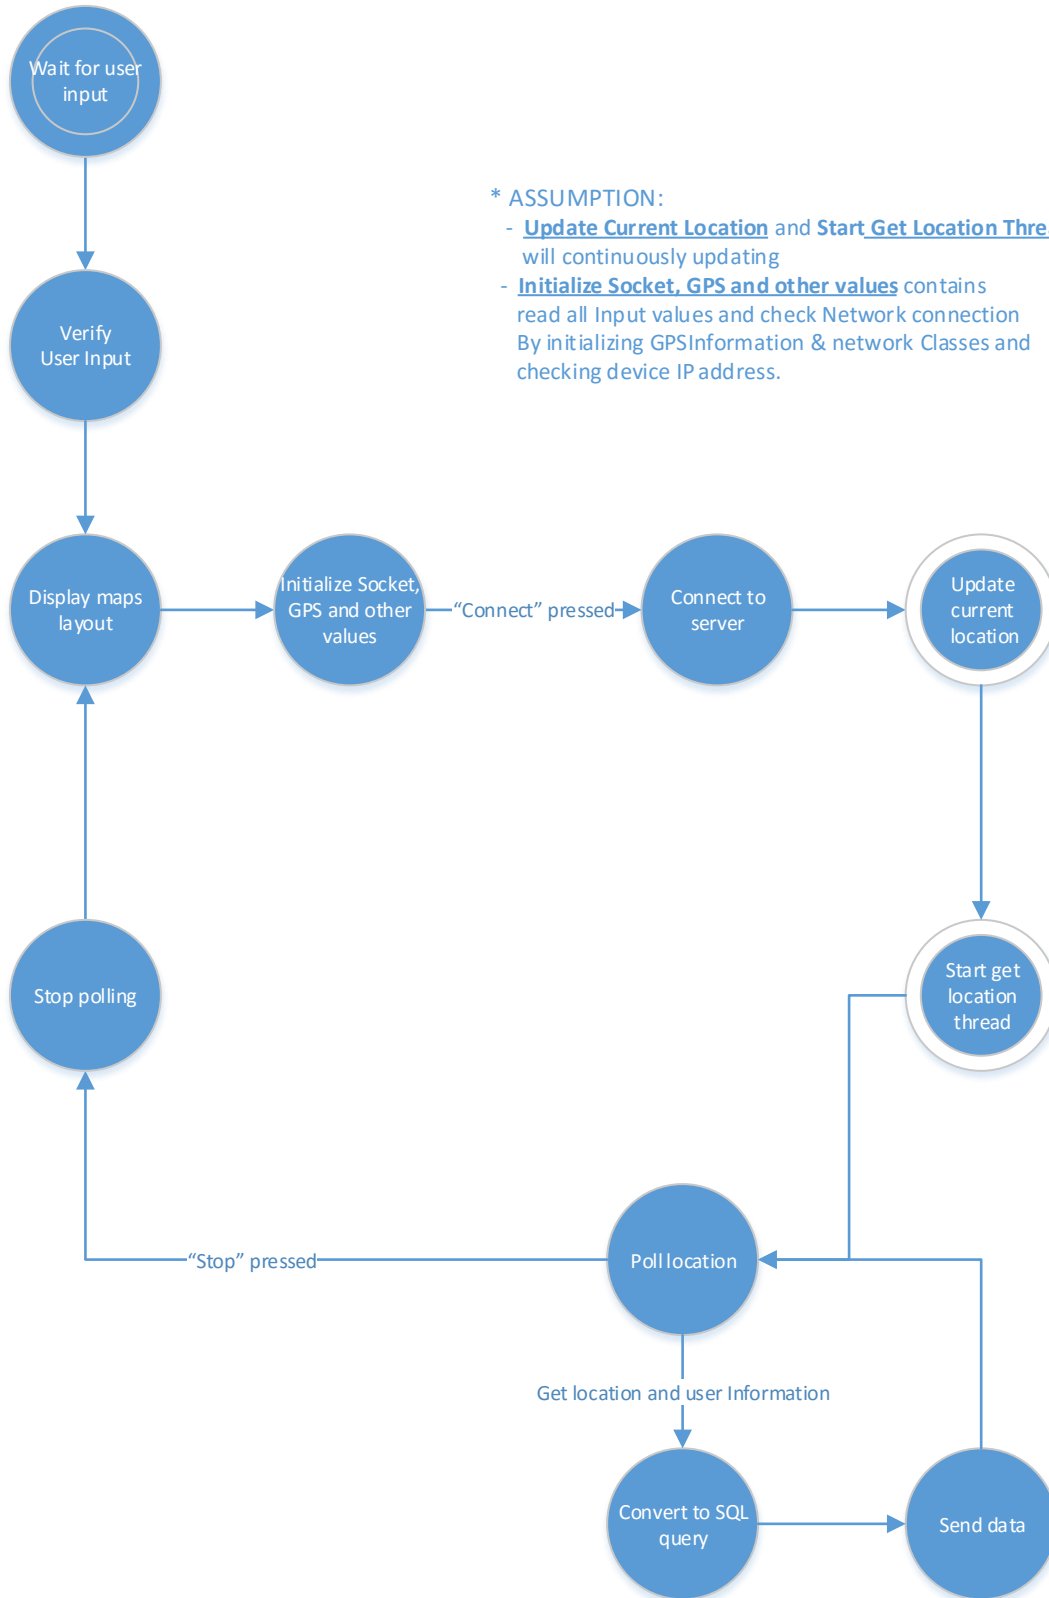 Wait for user
input
* ASSUMPTION:
- Update Current Location and Start Get Location Threa
will continuously updating
- Initialize Socket, GPS and other values contains
read all Input values and check Network connection
By initializing GPSInformation & network Classes and
checking device IP address.
Verify
User Input
Display maps
layout
Initialize Socket,
GPS and other
values
“Connect” pressed
Connect to
server
Update
current
location
Stop polling
Start get
location
thread
“Stop” pressed
Poll location
Get location and user Information
Convert to SQL
query
Send data